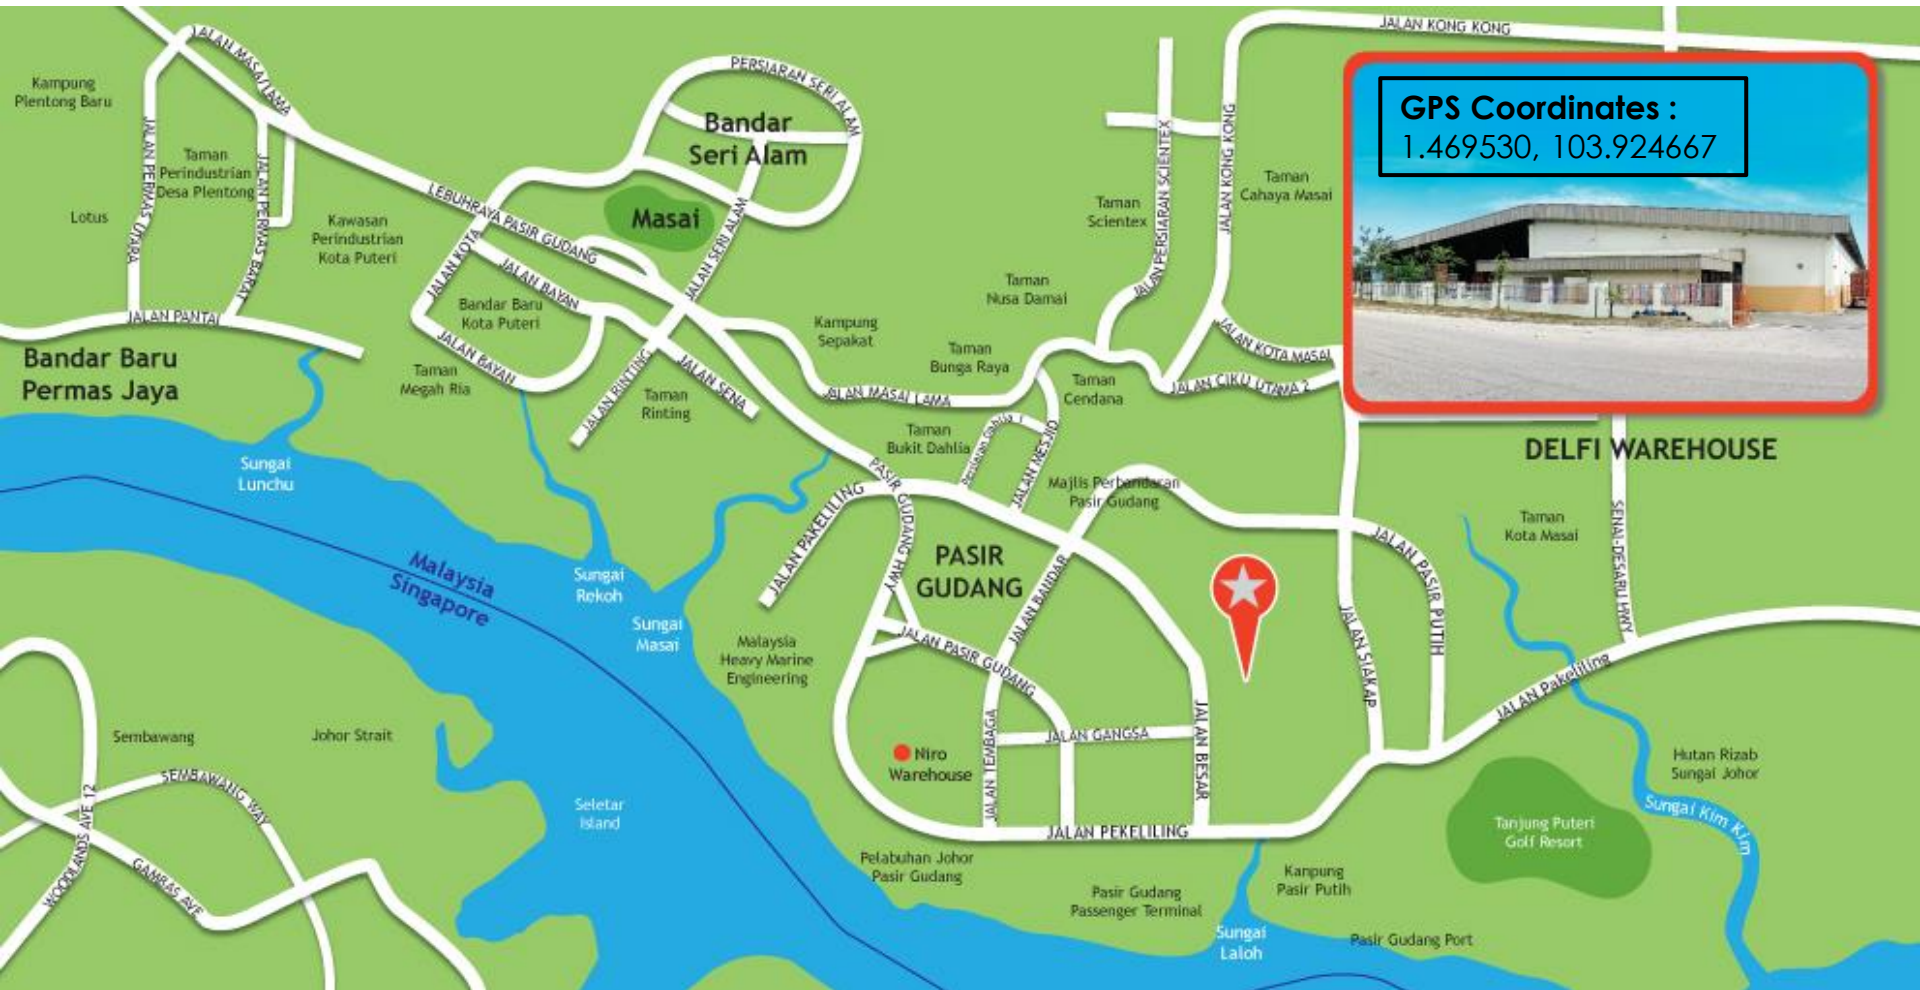 JALAN KONG KONG
JALAN MASAI LAMA
Kampung
Plentong Baru
PERSIARAN SERI ALAM
GPS Coordinates :
1.469530, 103.924667
Bandar
Seri Alam
JALAN PERMAS UTARA
Taman
Perindustrian
Desa Plentong
JALAN PERMAS BARAT
JALAN PERSIARAN SCIENTEX
JALAN KONG KONG
Taman
Cahaya Masai
Lotus
Kawasan
Perindustrian
Kota Puteri
LEBUHRAYA PASIR GUDANG
Masai
JALAN SERI ALAM
Taman
Scientex
JALAN KOTA
JALAN BAYAN
Bandar Baru
Kota Puteri
Taman
Nusa Damai
JALAN PANTAI
Kampung
Sepakat
JALAN KOTA MASAI
Bandar Baru
Permas Jaya
JALAN BAYAN
Taman
Megah Ria
JALAN RINTING
Taman
Rinting
JALAN SENA
Taman
Bunga Raya
JALAN MASAI LAMA
Taman
Cendana
JALAN CIKU UTAMA 2
Taman
Bukit Dahlia
Persiaran Dahlia 1
JALAN MESJID
DELFI WAREHOUSE
Sungai
Lunchu
PASIR GUDANG HWY
JALAN PAKELILING
Majlis Perbandaran
Pasir Gudang
Taman
Kota Masai
SENAI-DESARU HWY
JALAN PASIR PUTIH
Malaysia
Singapore
Sungai
Rekoh
PASIR
GUDANG
JALAN BANDAR
Sungai
Masai
Malaysia
Heavy Marine
Engineering
JALAN PASIR GUDANG
JALAN SIAKAP
JALAN Pakeliling
Sembawang
Johor Strait
Niro
Warehouse
JALAN TEMBAGA
JALAN GANGSA
JALAN BESAR
Hutan Rizab
Sungai Johor
SEMBAWANG WAY
WOODLANDS AVE 12
GAMBAS AVE
Seletar
Island
JALAN PEKELILING
Tanjung Puteri
Golf Resort
Sungai Kim Kim
Pelabuhan Johor
Pasir Gudang
Kanpung
Pasir Putih
Pasir Gudang
Passenger Terminal
Sungai
Laloh
Pasir Gudang Port